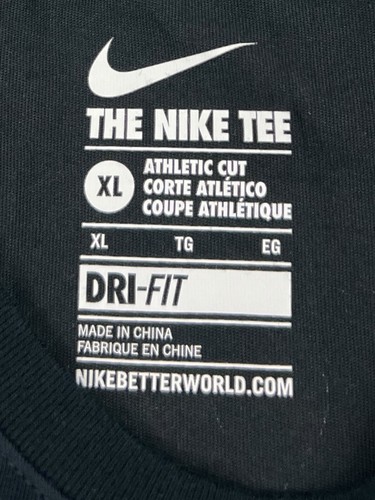 THE NIKE TEE
XL
ATHLETIC CUT
CORTE ATLÉTICO
COUPE ATHLÉTIQUE
XL TG EG
DRI-FIT
MADE IN CHINA
FABRIQUE EN CHINE
NIKEBETTERWORLD.COM